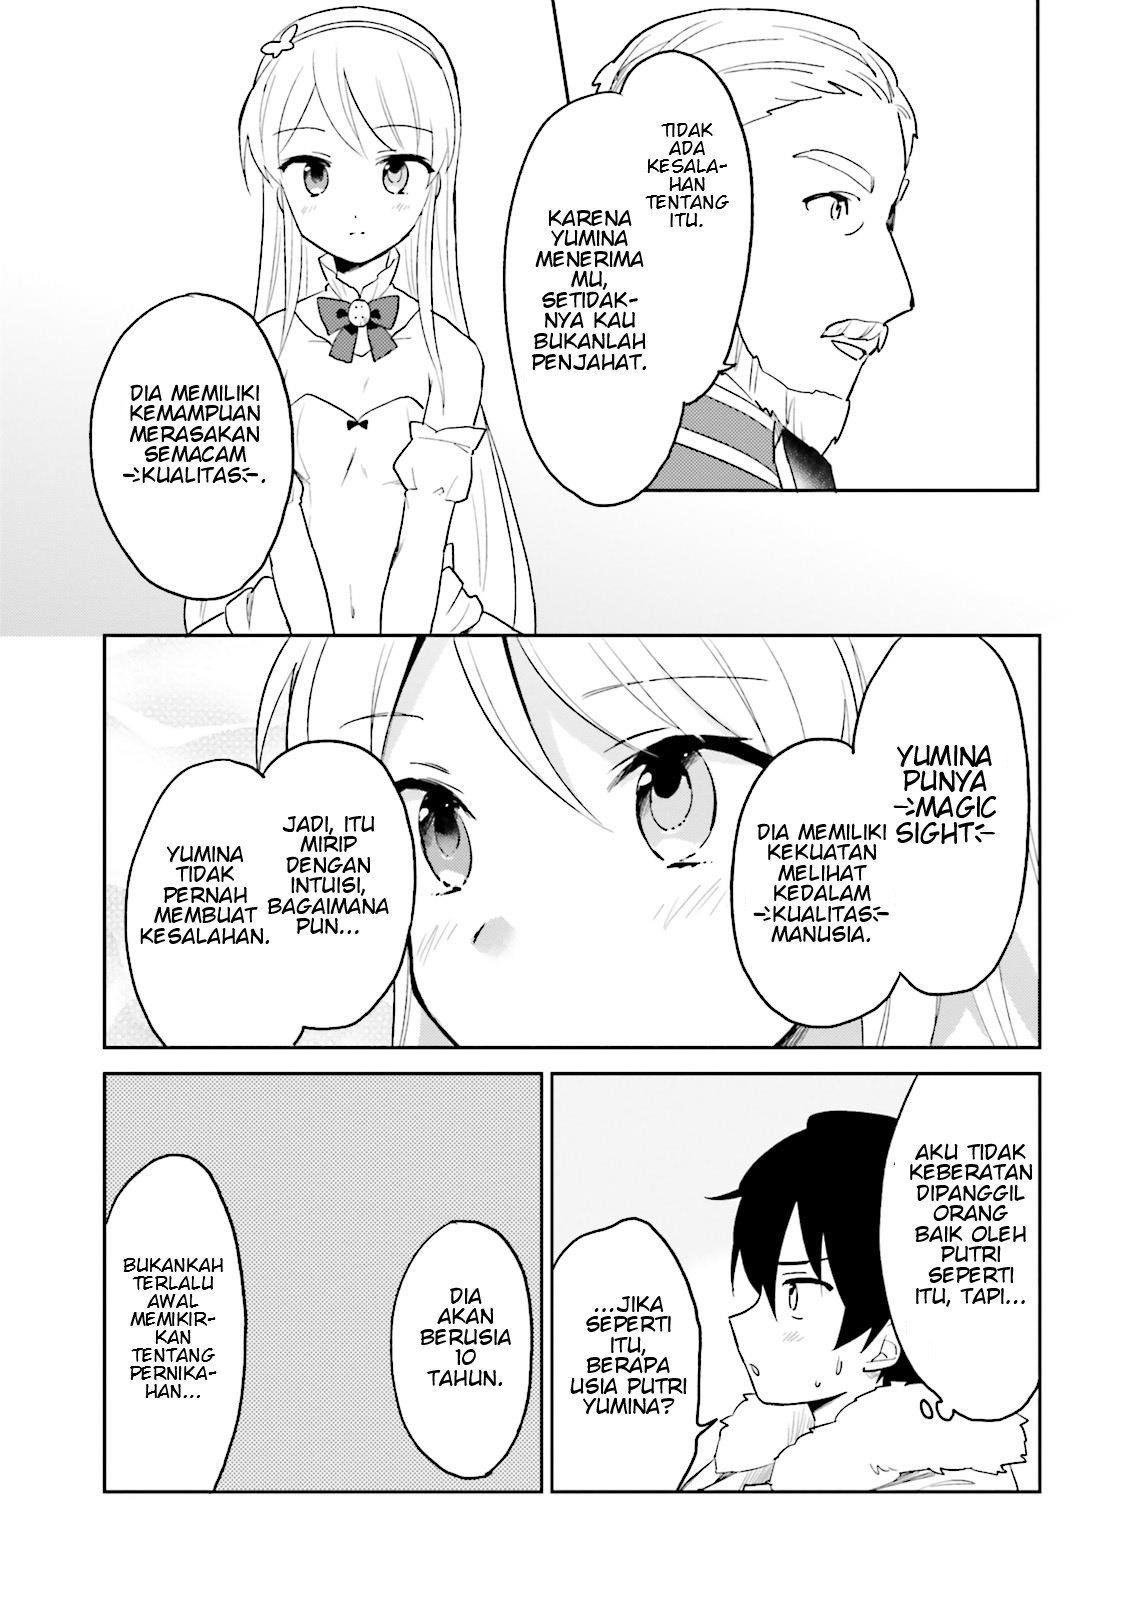 TIDAK
ADA
KESALA-
HAN
TENTANG
ITU.
KARENA
YUMINA
MENERIMA
MU,
SETIDAK-
NYA KAU
BUKANLAH
PENJAHAT.
DIA MEMILIKI
KEMAMPUAN
MERASAKAN
SEMACAM
KUALITAS.
YUMINA
PUNYA
MAGIC
SIGHT
DIA MEMILIKI
KEKUATAN
MELIHAT
KEDALAM
KUALITAS
MANUSIA.
JADI, ITU
MIRIP
DENGAN
INTUISI,
BAGAIMANA
PUN...
YUMINA
TIDAK
PERNAH
MEMBUAT
KESALAHAN.
AKU TIDAK
KEBERATAN
DIPANGGIL
ORANG
BAIK OLEH
PUTRI
SEPERTI
ITU, TAPI...
...JIKA
SEPERTI
ITU,
BERAPA
USIA PUTRI
YUMINA?
DIA
AKAN
BERUSIA
10
TAHUN.
BUKANKAH
TERLALU
AWAL
MEMIKIR-
KAN
TENTANG
PERNIKA-
HAN...